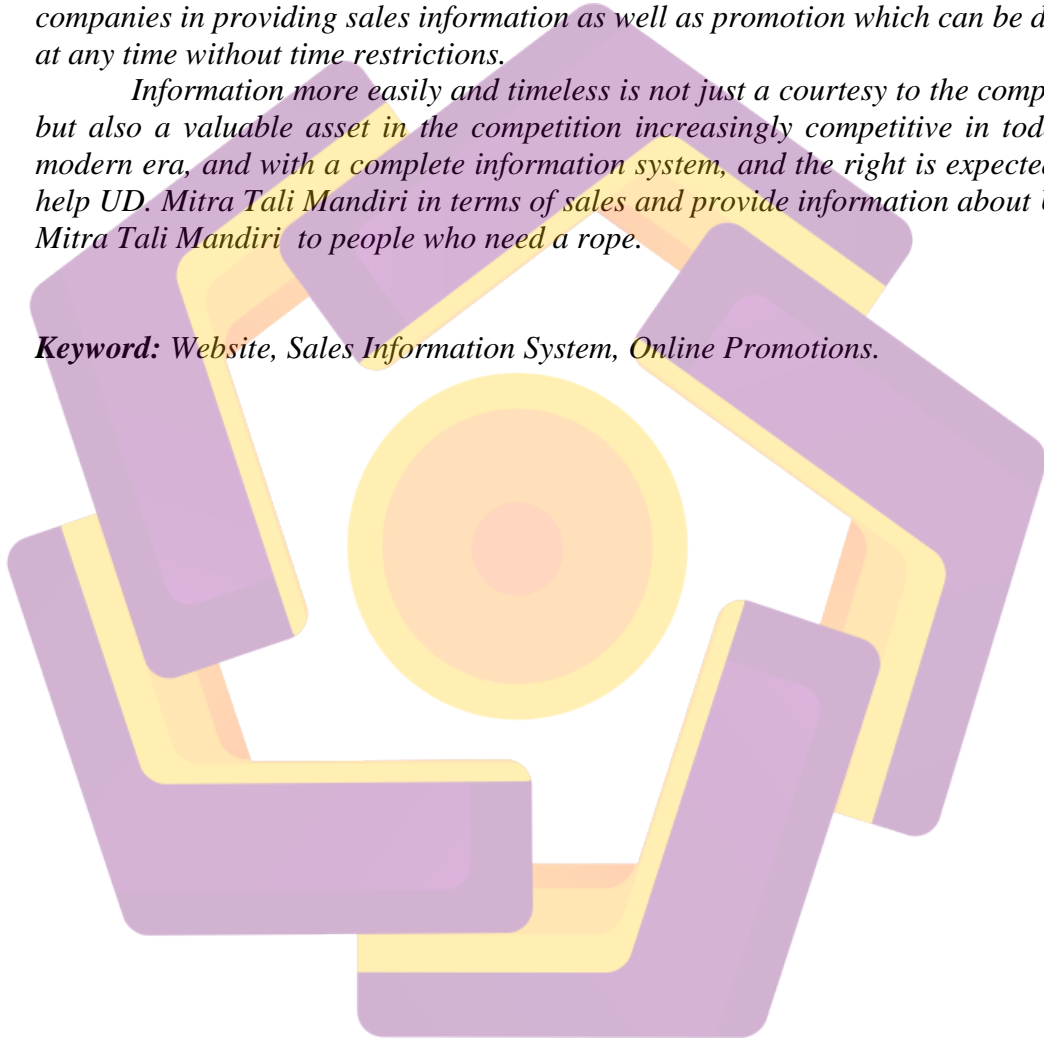 companies in providing sales information as well as promotion which can be d
at any time without time restrictions.
Information more easily and timeless is not just a courtesy to the comp
but also a valuable asset in the competition increasingly competitive in tod
modern era, and with a complete information system, and the right is expected
help UD. Mitra Tali Mandiri in terms of sales and provide information about U
Mitra Tali Mandiri to people who need a rope.
Keyword: Website, Sales Information System, Online Promotions.